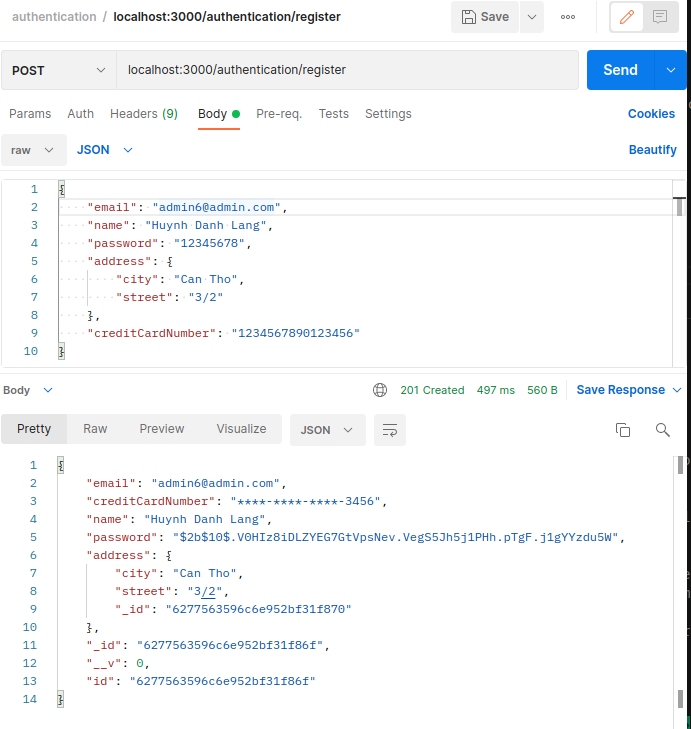 authentication / localhost:3000/authentication/register Save
POST localhost:3000/authentication/register Send
Params Auth Headers (9) Body Pre-req. Tests Settings Cookies
raw JSON Beautify
1 {
2 "email": "admin6@admin.com",
3 "name": "Huynh Danh Lang",
4 "password": "12345678",
5 "address": {
6 "city": "Can Tho",
7 "street": "3/2"
8 },
9 "creditCardNumber": "1234567890123456"
10 }
Body 201 Created 497 ms 560 B Save Response
Pretty Raw Preview Visualize JSON
1 {
2 "email": "admin6@admin.com",
3 "creditCardNumber": "****-****-****-3456",
4 "name": "Huynh Danh Lang",
5 "password": "$2b$10$.V0HIz8iDLZYEG7GtVpsNev.VegS5Jh5j1PHh.pTgF.j1gYYzdu5W",
6 "address": {
7 "city": "Can Tho",
8 "street": "3/2",
9 "_id": "6277563596c6e952bf31f870"
10 },
11 "_id": "6277563596c6e952bf31f86f",
12 "__v": 0,
13 "id": "6277563596c6e952bf31f86f"
14 }